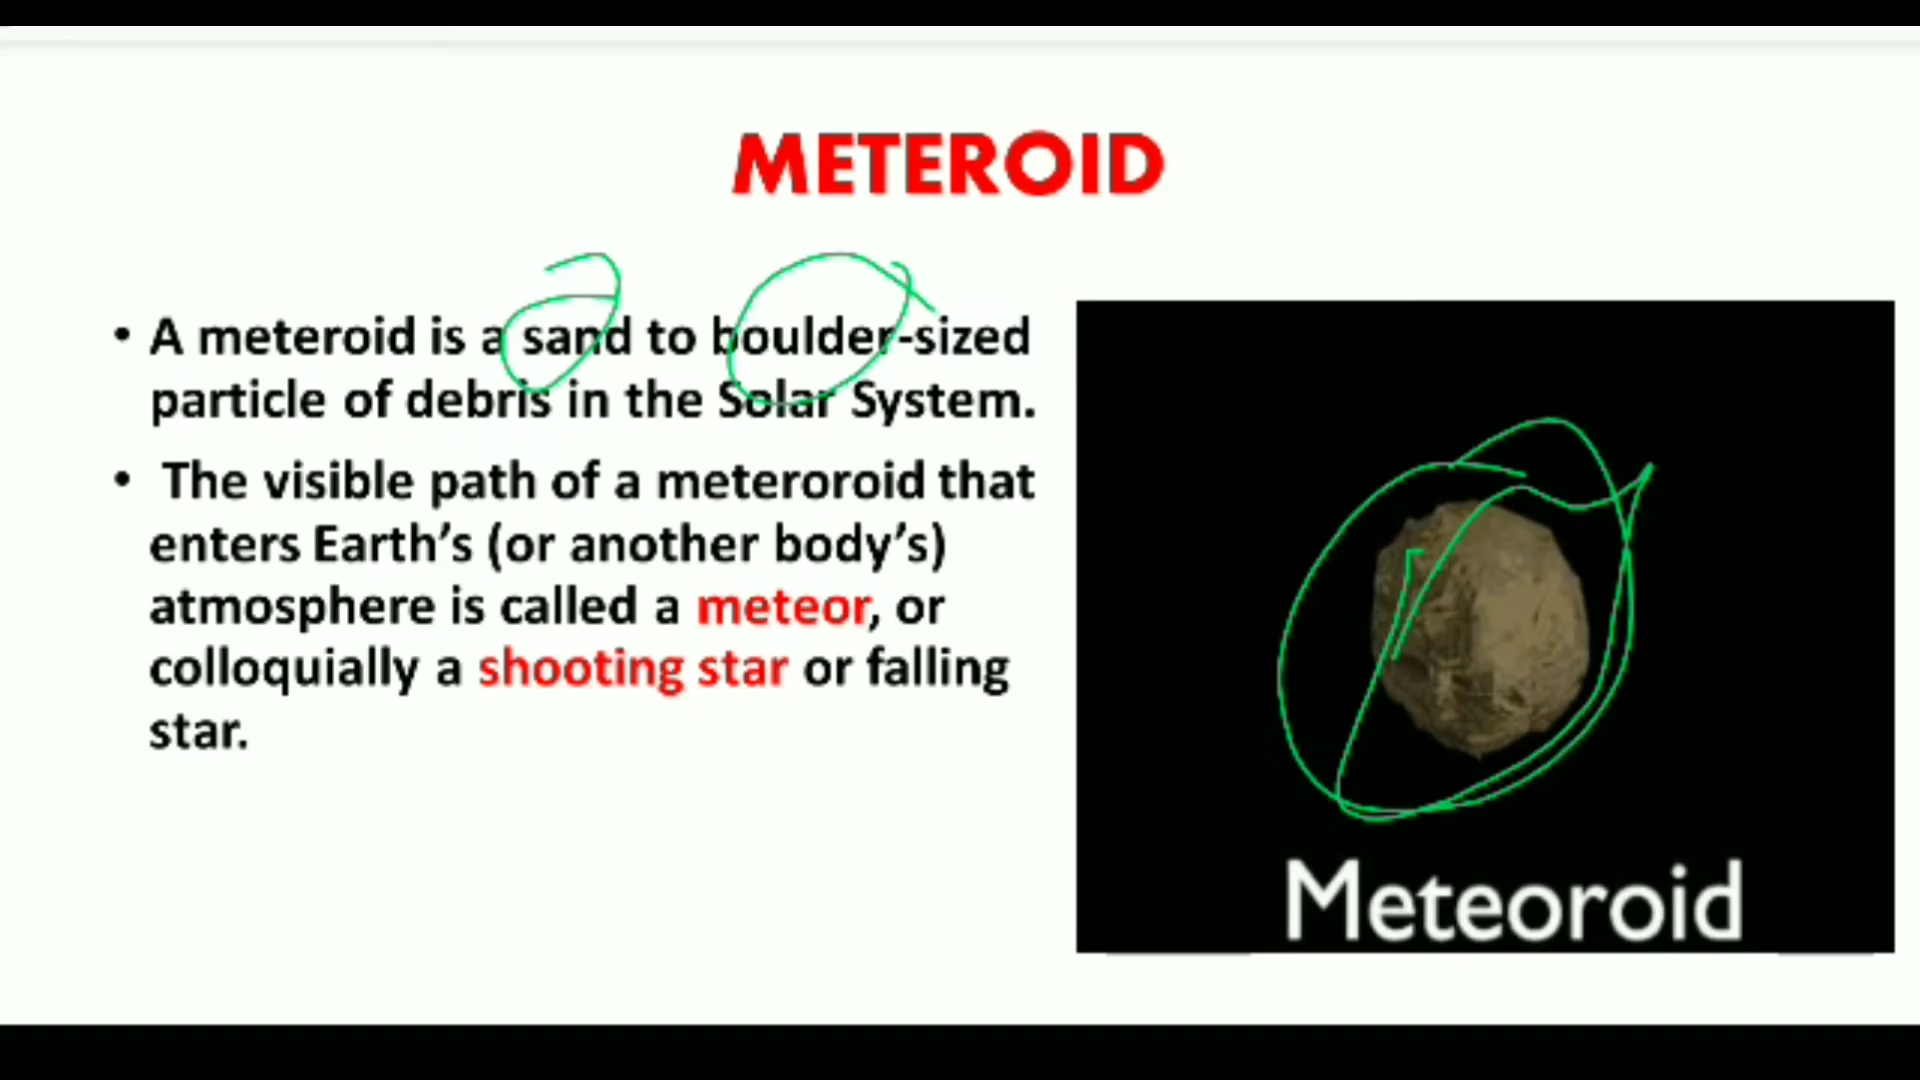 METEROID
• A meteroid is a sand to boulder-sized
particle of debris in the Solar System.
• The visible path of a meteroroid that
enters Earth’s (or another body’s)
atmosphere is called a meteor, or
colloquially a shooting star or falling
star.
Meteoroid